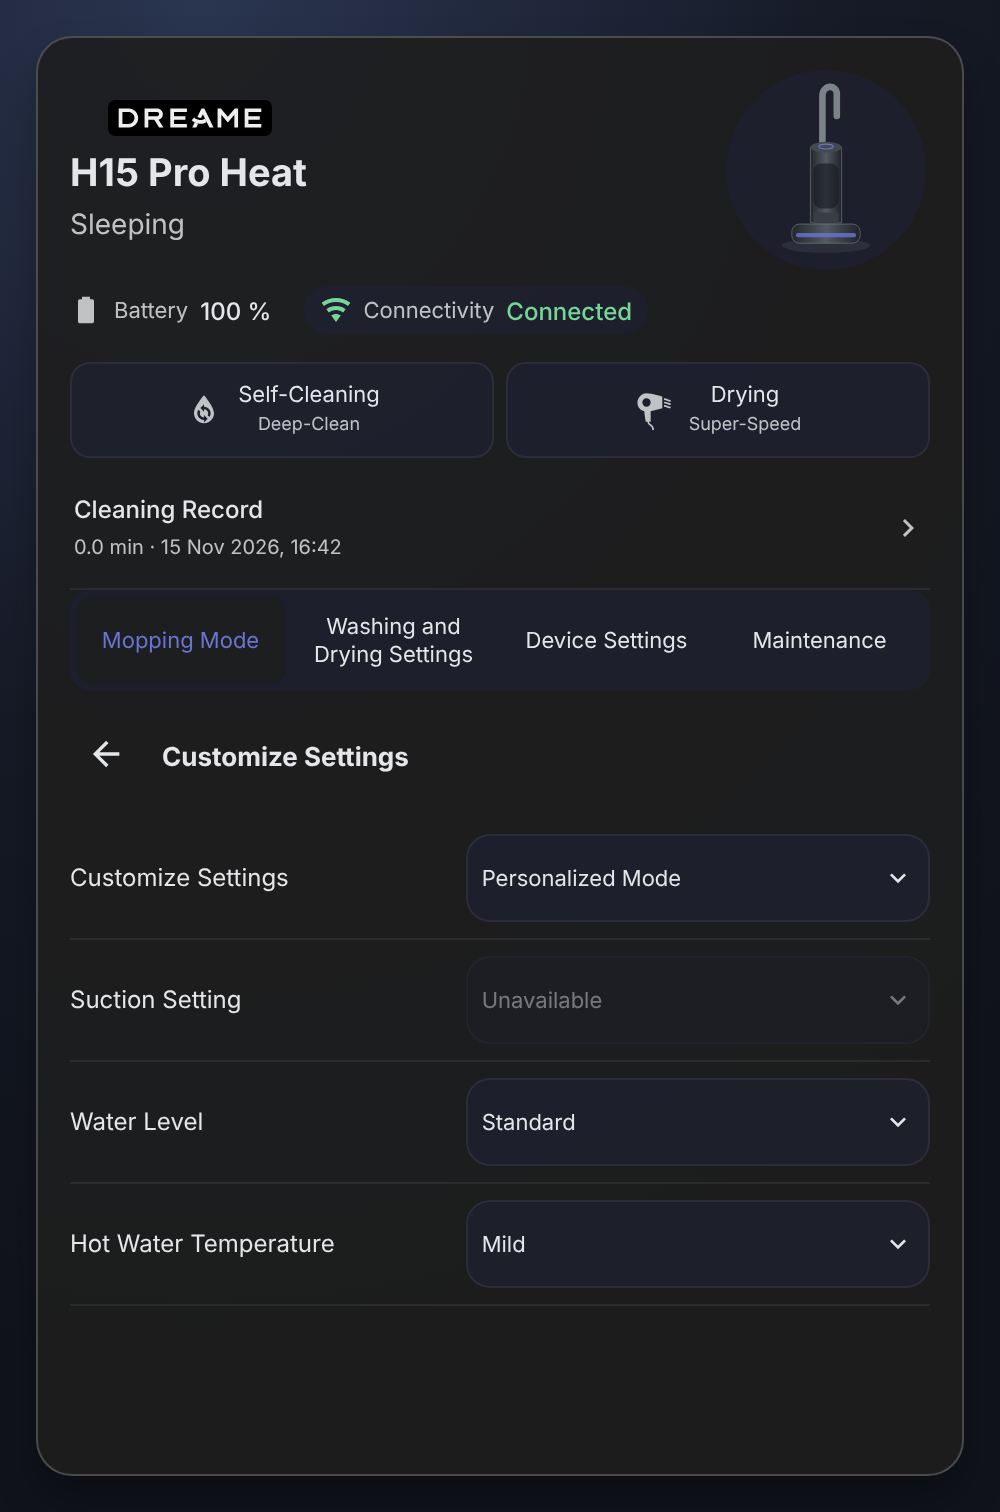 DREAME
H15 Pro Heat
Sleeping
Battery 100 % Connectivity Connected
Self-Cleaning
Deep-Clean
Drying
Super-Speed
Cleaning Record
0.0 min · 15 Nov 2026, 16:42
Mopping Mode
Washing and
Drying Settings
Device Settings
Maintenance
Customize Settings
Customize Settings
Personalized Mode
Suction Setting
Unavailable
Water Level
Standard
Hot Water Temperature
Mild